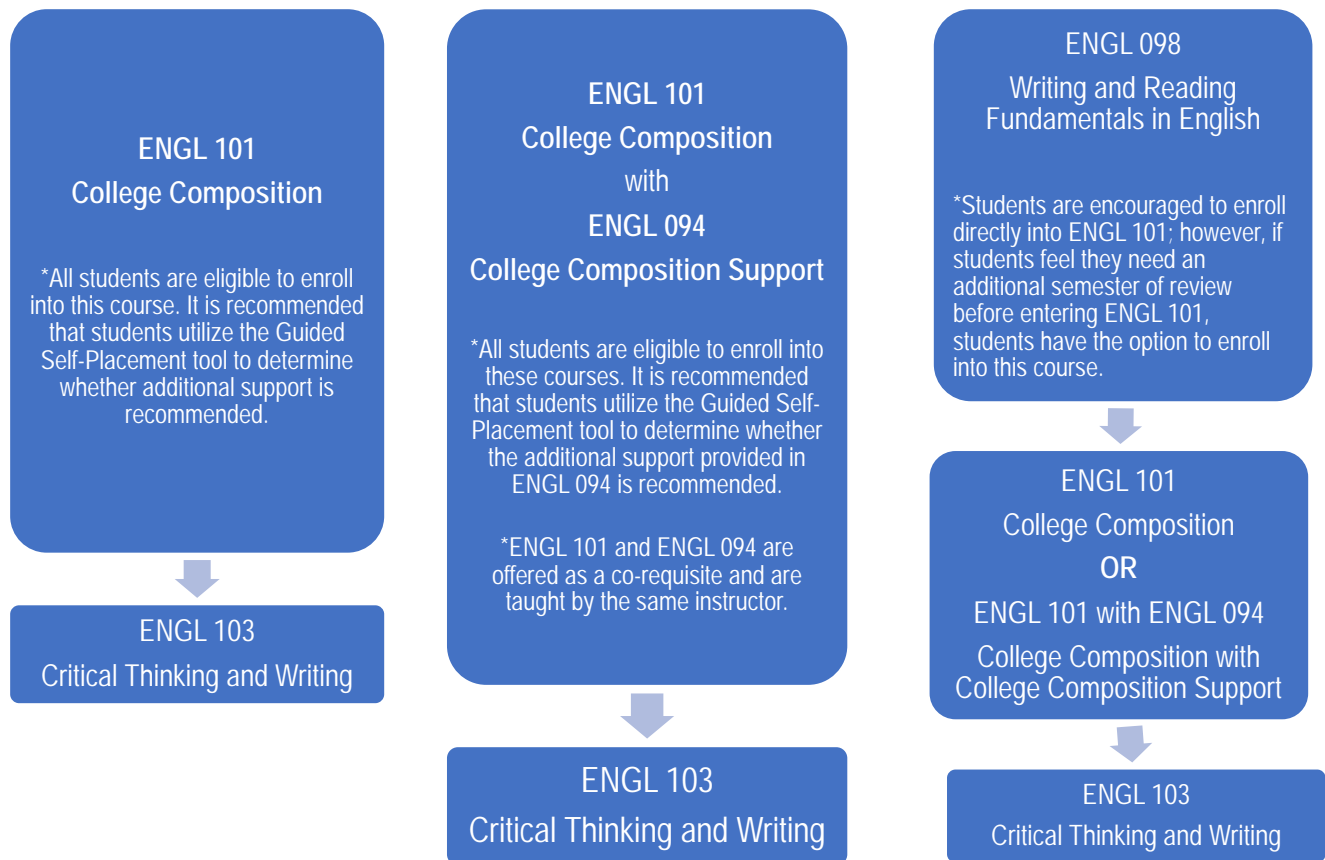 ENGL 101
College Composition
*All students are eligible to enroll
into this course. It is recommended
that students utilize the Guided
Self-Placement tool to determine
whether additional support is
recommended.
ENGL 103
Critical Thinking and Writing
ENGL 101
College Composition
with
ENGL 094
College Composition Support
*All students are eligible to enroll into
these courses. It is recommended
that students utilize the Guided Self-
Placement tool to determine whether
the additional support provided in
ENGL 094 is recommended.
*ENGL 101 and ENGL 094 are
offered as a co-requisite and are
taught by the same instructor.
ENGL 103
Critical Thinking and Writing
ENGL 098
Writing and Reading
Fundamentals in English
*Students are encouraged to enroll
directly into ENGL 101; however, if
students feel they need an
additional semester of review
before entering ENGL 101,
students have the option to enroll
into this course.
ENGL 101
College Composition
OR
ENGL 101 with ENGL 094
College Composition with
College Composition Support
ENGL 103
Critical Thinking and Writing